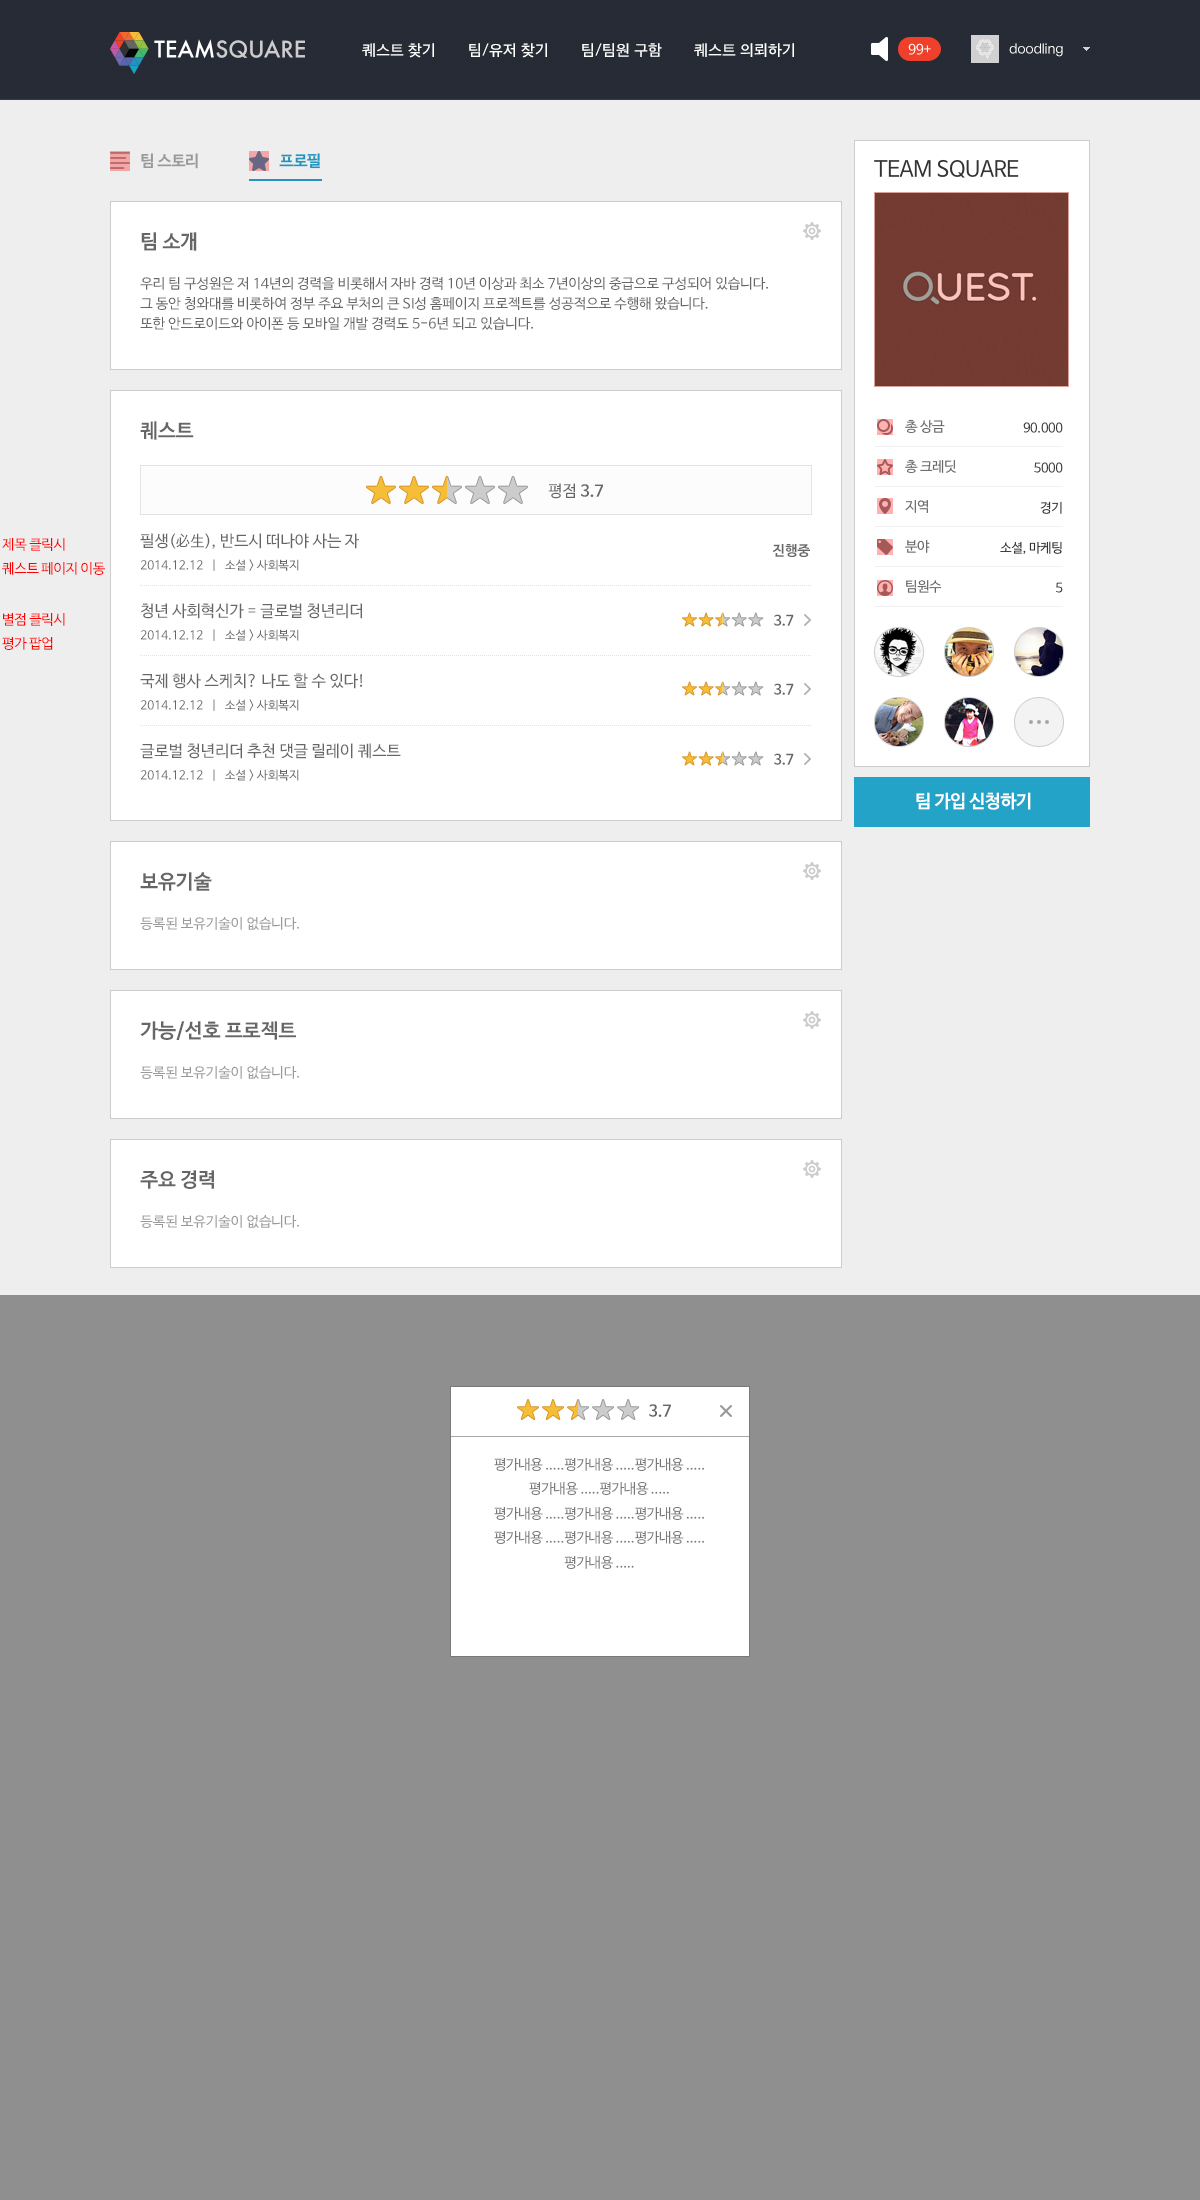 TEAMSQUARE
퀘스트 찾기
팀/유저 찾기
팀/팀원 구함
퀘스트 의뢰하기
99+
doodling
팀 스토리
프로필
팀 소개
우리 팀 구성원은 저 14년의 경력을 비롯해서 자바 경력 10년 이상과 최소 7년이상의 중급으로 구성되어 있습니다.
그 동안 청와대를 비롯하여 정부 주요 부처의 큰 SI성 홈페이지 프로젝트를 성공적으로 수행해 왔습니다.
또한 안드로이드와 아이폰 등 모바일 개발 경력도 5-6년 되고 있습니다.
퀘스트
평점 3.7
필생(必生), 반드시 떠나야 사는 자
2014.12.12 | 소셜 > 사회복지
진행중
청년 사회혁신가 = 글로벌 청년리더
2014.12.12 | 소셜 > 사회복지
3.7
국제 행사 스케치? 나도 할 수 있다!
2014.12.12 | 소셜 > 사회복지
3.7
글로벌 청년리더 추천 댓글 릴레이 퀘스트
2014.12.12 | 소셜 > 사회복지
3.7
제목 클릭시
퀘스트 페이지 이동
별점 클릭시
평가 팝업
보유기술
등록된 보유기술이 없습니다.
가능/선호 프로젝트
등록된 보유기술이 없습니다.
주요 경력
등록된 보유기술이 없습니다.
TEAM SQUARE
QUEST.
총 상금 90.000
총 크레딧 5000
지역 경기
분야 소셜, 마케팅
팀원수 5
팀 가입 신청하기
3.7
평가내용 .....평가내용 .....평가내용 .....
평가내용 .....평가내용 .....
평가내용 .....평가내용 .....평가내용 .....
평가내용 .....평가내용 .....평가내용 .....
평가내용 .....